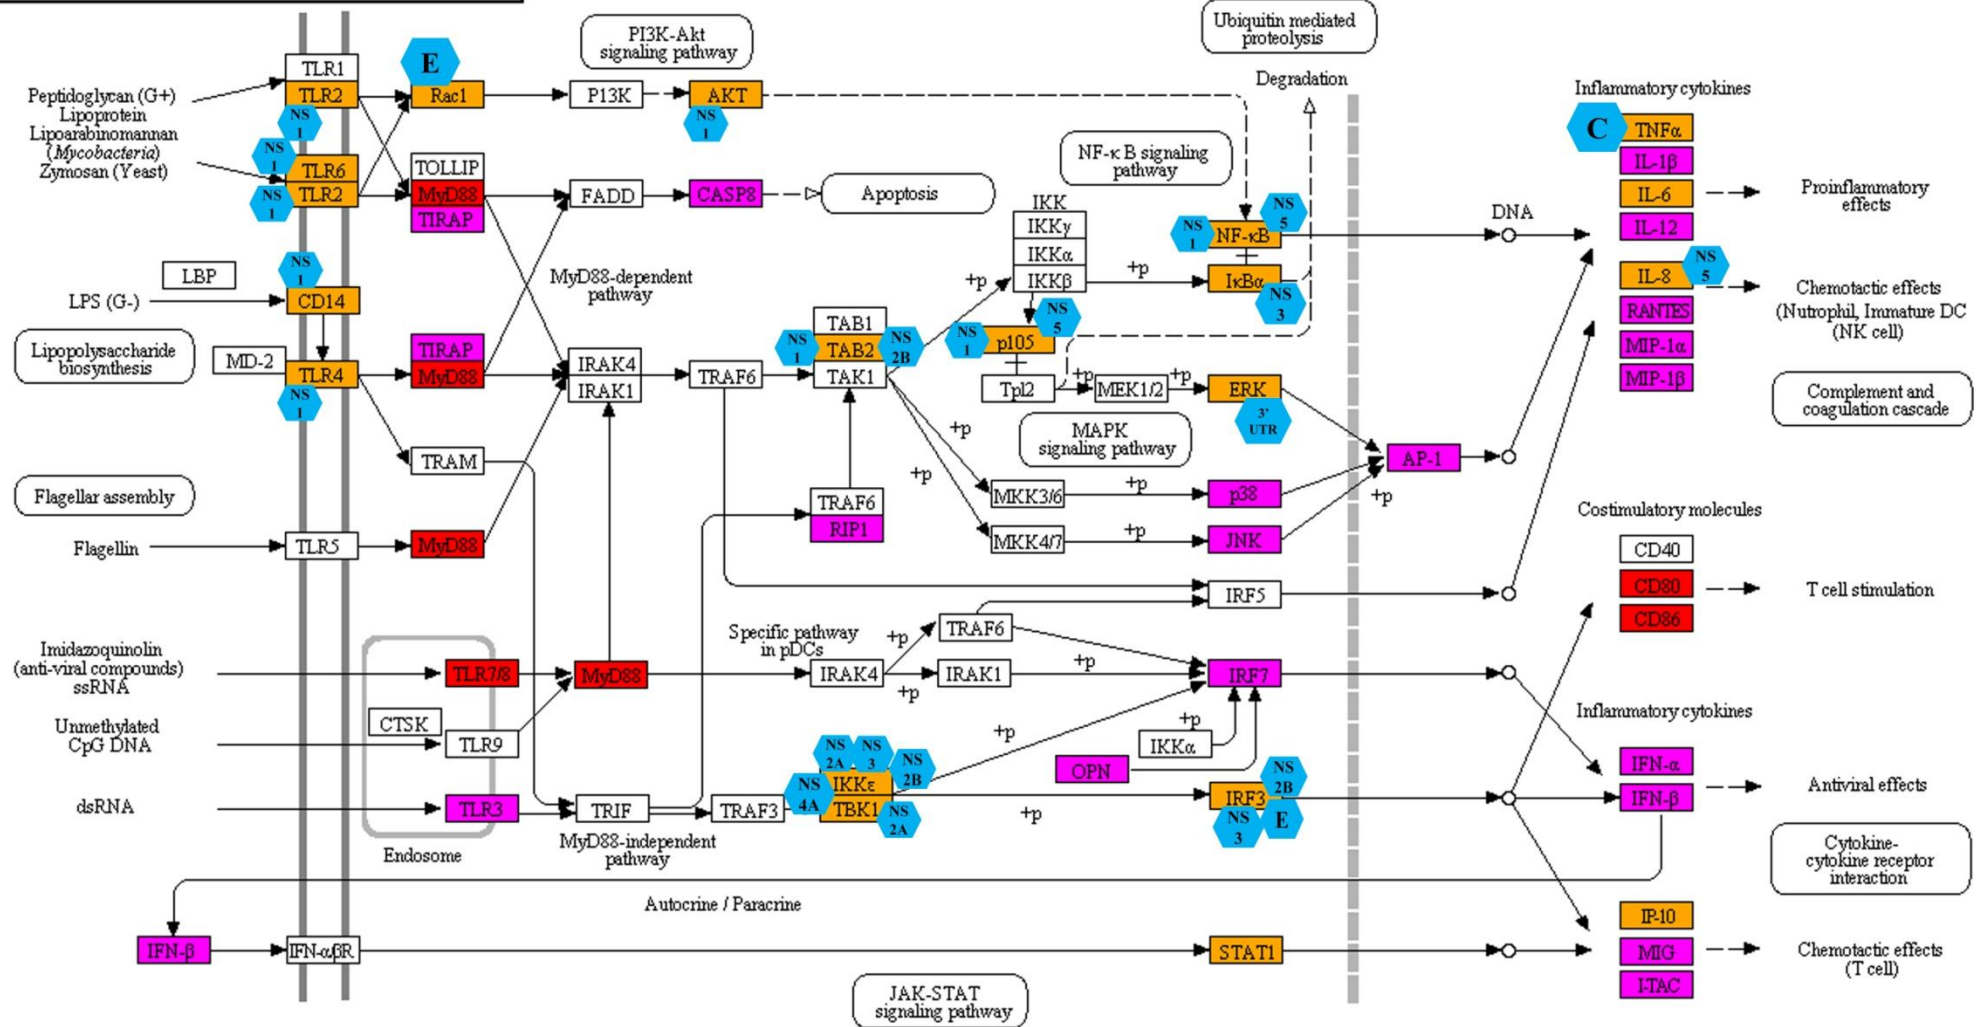 PI3K-Akt
signaling pathway
Ubiquitin mediated
proteolysis
Degradation
Peptidoglycan (G+)
Lipoprotein
Lipoarabinomannan
(Mycobacteria)
Zymosan (Yeast)
TLR1
TLR2
NS
1
E
Rac1
P13K
AKT
NS
1
NS
1
TLR6
TLR2
NS
1
TOLLIP
MyD88
TIRAP
FADD
CASP8
Apoptosis
NF-κB signaling
pathway
IKK
IKKγ
IKKα
IKKβ
NS
1
NF-κB
NS
5
IκBα
NS
3
+p
+p
DNA
Inflammatory cytokines
C
TNFα
IL-1β
IL-6
IL-12
Proinflammatory
effects
IL-8
NS
5
RANTES
MIP-1α
MIP-1β
Chemotactic effects
(Nutrophil, Immature DC
(NK cell)
Complement and
coagulation cascade
LBP
LPS (G-)
NS
1
CD14
Lipopolysaccharide
biosynthesis
MD-2
TLR4
NS
1
TIRAP
MyD88
MyD88-dependent
pathway
IRAK4
IRAK1
TRAF6
TAB1
NS
1
TAB2
NS
2B
TAK1
NS
1
p105
NS
5
Tpl2
+p
MEK1/2
+p
ERK
3'
UTR
MAPK
signaling pathway
+p
+p
TRAM
AP-1
+p
Flagellar assembly
Flagellin
TLR5
MyD88
TRAF6
RIP1
MKK3/6
+p
p38
MKK4/7
+p
JNK
IRF5
Costimulatory molecules
CD40
CD80
CD86
T cell stimulation
Imidazoquinolin
(anti-viral compounds)
ssRNA
TLR7/8
MyD88
Specific pathway
in pDCs
IRAK4
+p
+p
TRAF6
IRAK1
+p
IRF7
Unmethylated
CpG DNA
CTSK
TLR9
+p
IKKα
OPN
+p
dsRNA
TLR3
Endosome
TRIF
MyD88-independent
pathway
TRAF3
NS
2A
NS
3
NS
2B
NS
4A
IKKε
TBK1
NS
2A
+p
IRF3
NS
2B
NS
3
E
Inflammatory cytokines
IFN-α
IFN-β
Antiviral effects
Cytokine-
cytokine receptor
interaction
Autocrine / Paracrine
IFN-β
IFN-α/βR
STAT1
JAK-STAT
signaling pathway
IP-10
MIG
I-TAC
Chemotactic effects
(T cell)